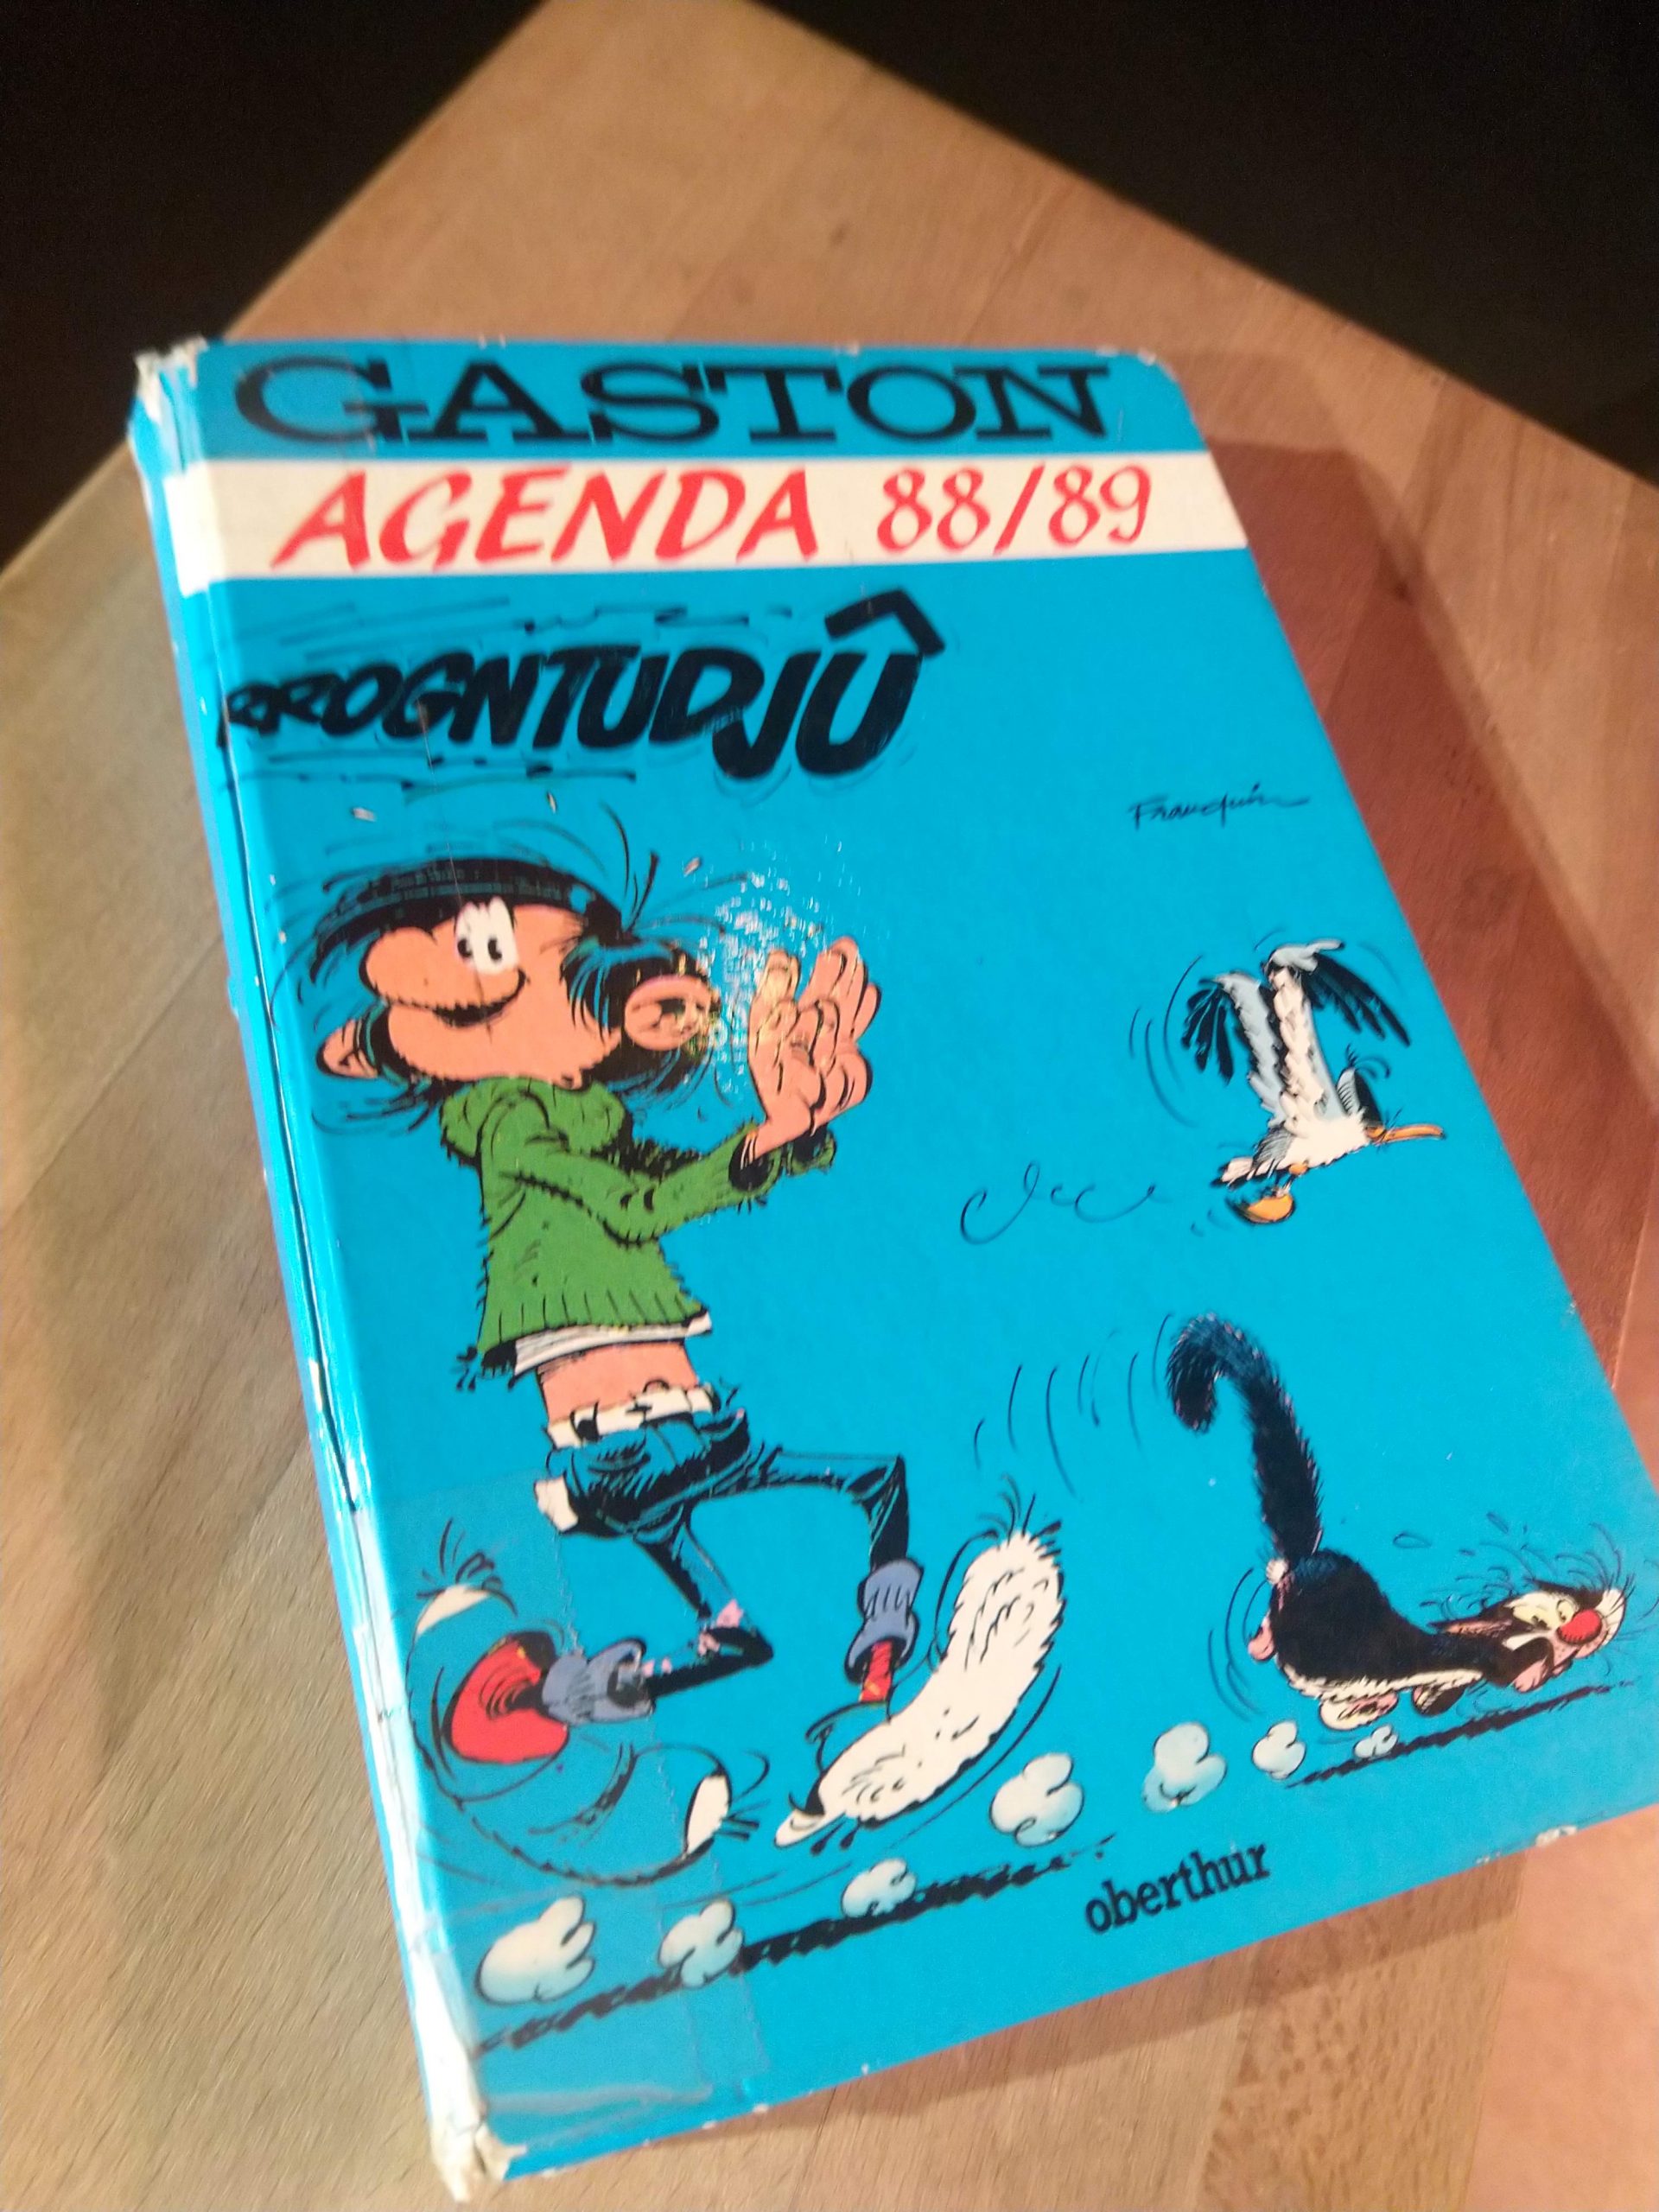 GASTON
AGENDA 88/89
RROGNTUDJÛ
Franquin
oberthur